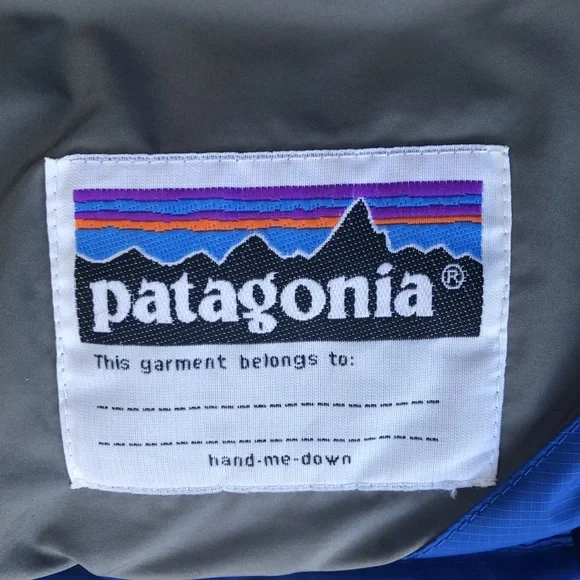 patagonia®
This garment belongs to:
hand-me-down